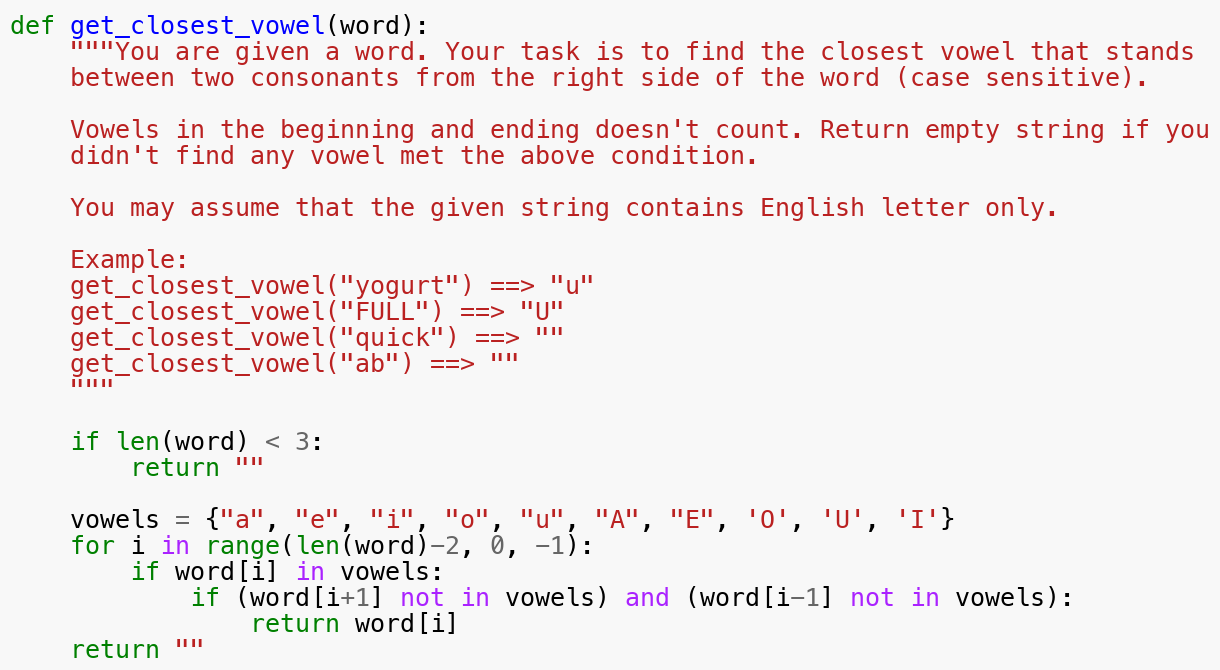 def get_closest_vowel(word):
    """You are given a word. Your task is to find the closest vowel that stands
    between two consonants from the right side of the word (case sensitive).

    Vowels in the beginning and ending doesn't count. Return empty string if you
    didn't find any vowel met the above condition.

    You may assume that the given string contains English letter only.

    Example:
    get_closest_vowel("yogurt") ==> "u"
    get_closest_vowel("FULL") ==> "U"
    get_closest_vowel("quick") ==> ""
    get_closest_vowel("ab") ==> ""
    """

    if len(word) < 3:
        return ""

    vowels = {"a", "e", "i", "o", "u", "A", "E", 'O', 'U', 'I'}
    for i in range(len(word)-2, 0, -1):
        if word[i] in vowels:
            if (word[i+1] not in vowels) and (word[i-1] not in vowels):
                return word[i]
    return ""